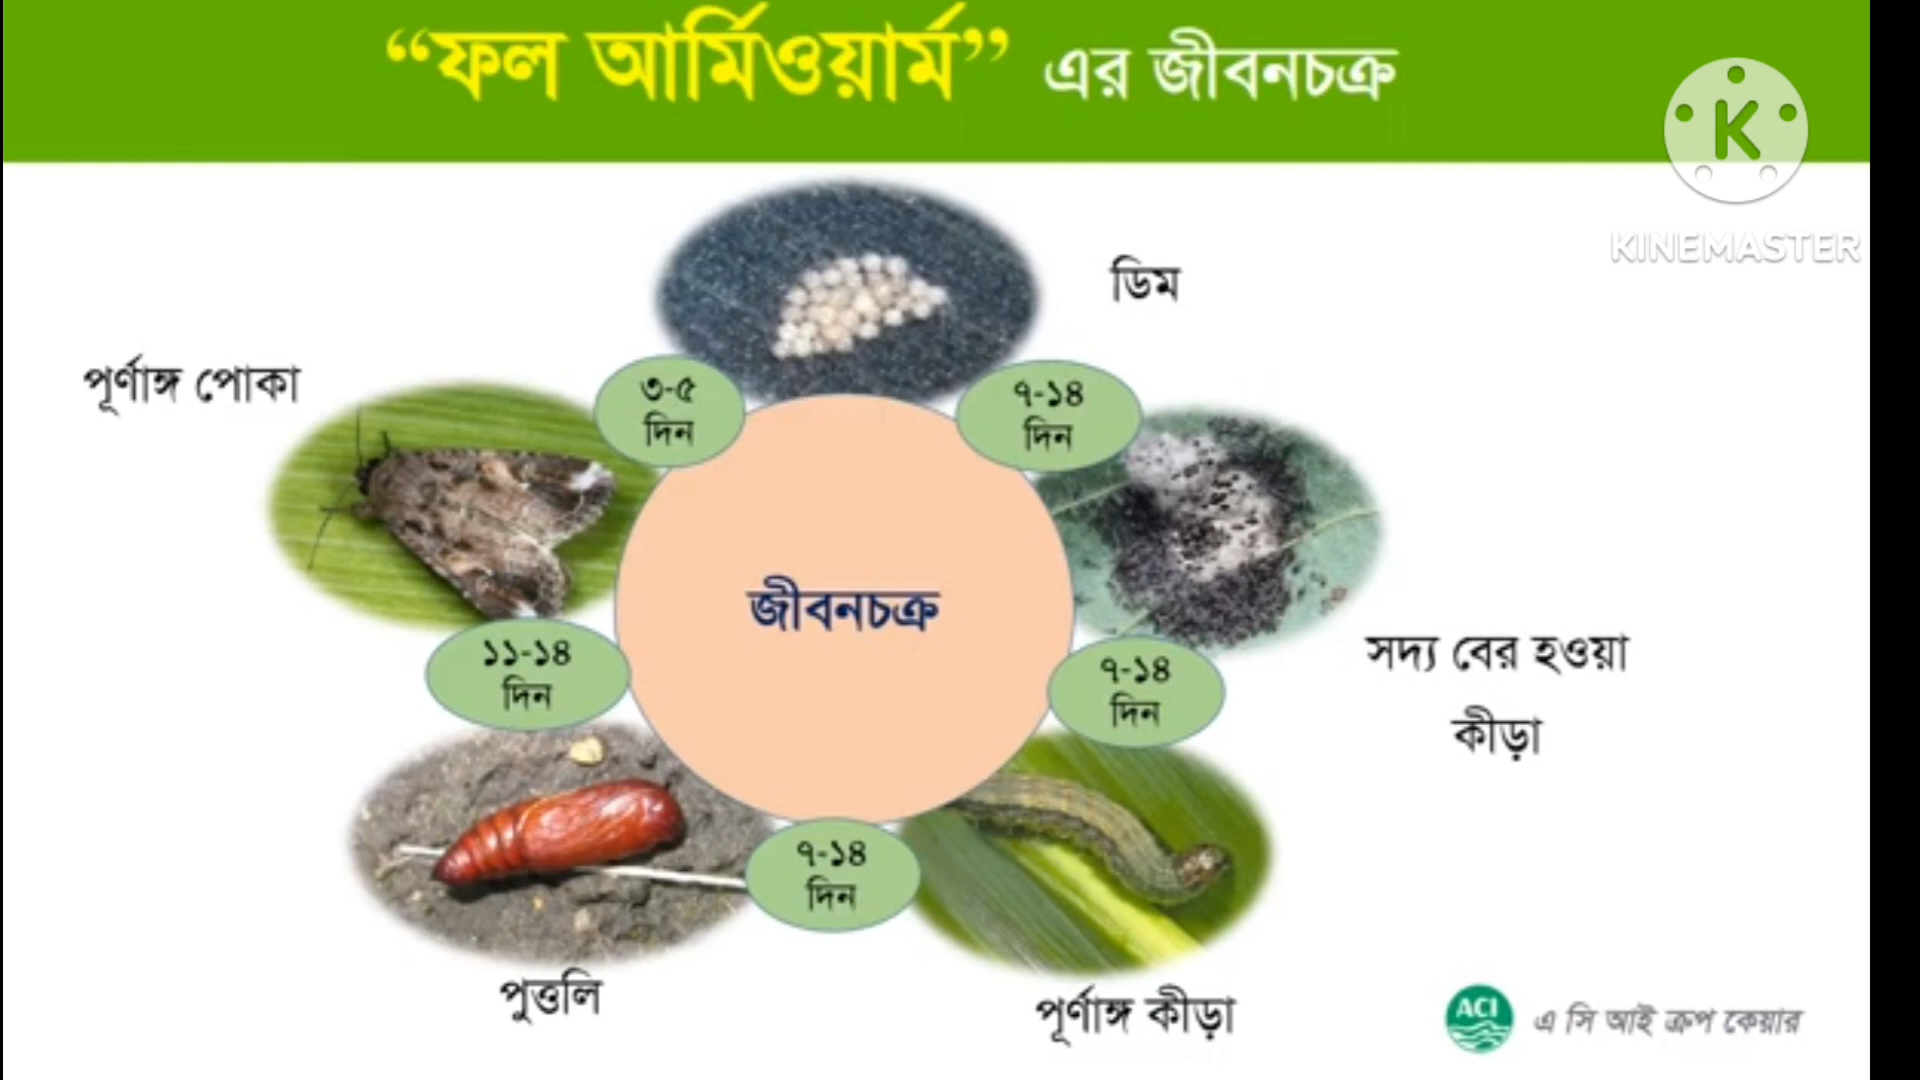 “ফল আর্মিওয়ার্ম” এর জীবনচক্র
K
KINEMASTER
ডিম
পূর্ণাঙ্গ পোকা
৩-৫
দিন
৭-১৪
দিন
জীবনচক্র
সদ্য বের হওয়া
কীড়া
১১-১৪
দিন
৭-১৪
দিন
৭-১৪
দিন
পুত্তলি
পূর্ণাঙ্গ কীড়া
ACI
এ সি আই ক্রপ কেয়ার